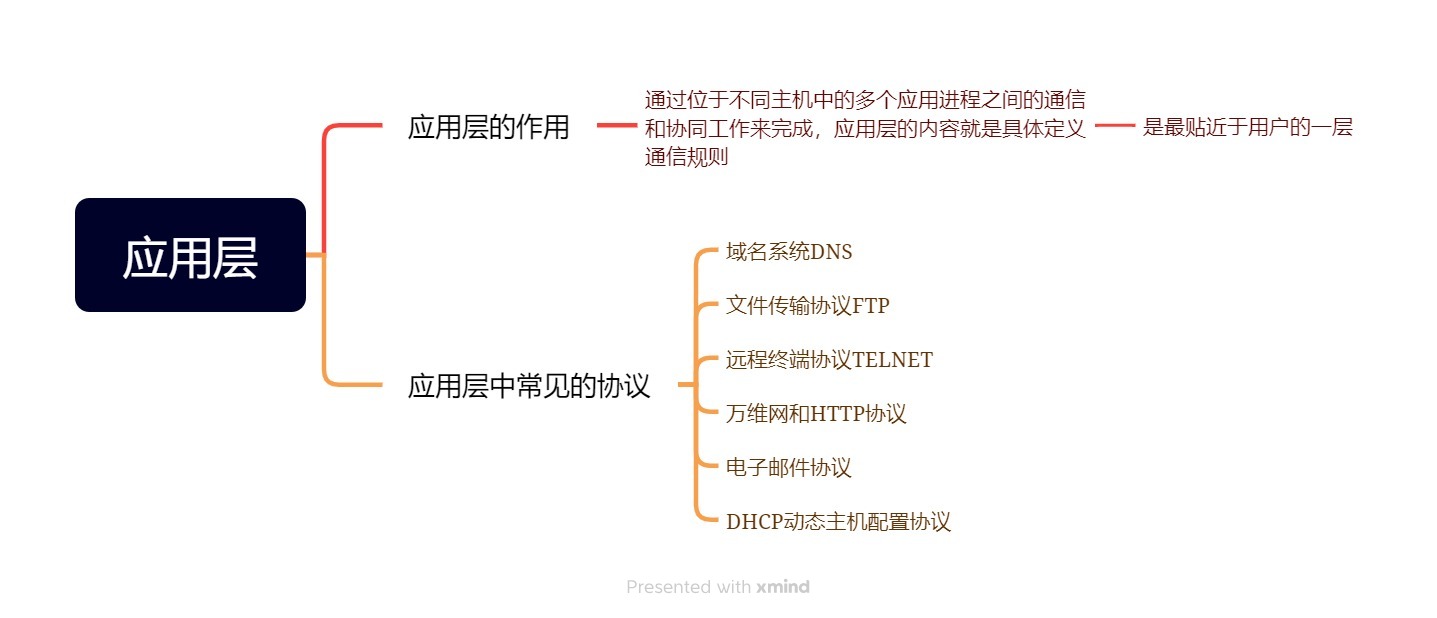 应用层
应用层的作用
通过位于不同主机中的多个应用进程之间的通信
和协同工作来完成，应用层的内容就是具体定义
通信规则
是最贴近于用户的一层
应用层中常见的协议
域名系统DNS
文件传输协议FTP
远程终端协议TELNET
万维网和HTTP协议
电子邮件协议
DHCP动态主机配置协议
Presented with xmind